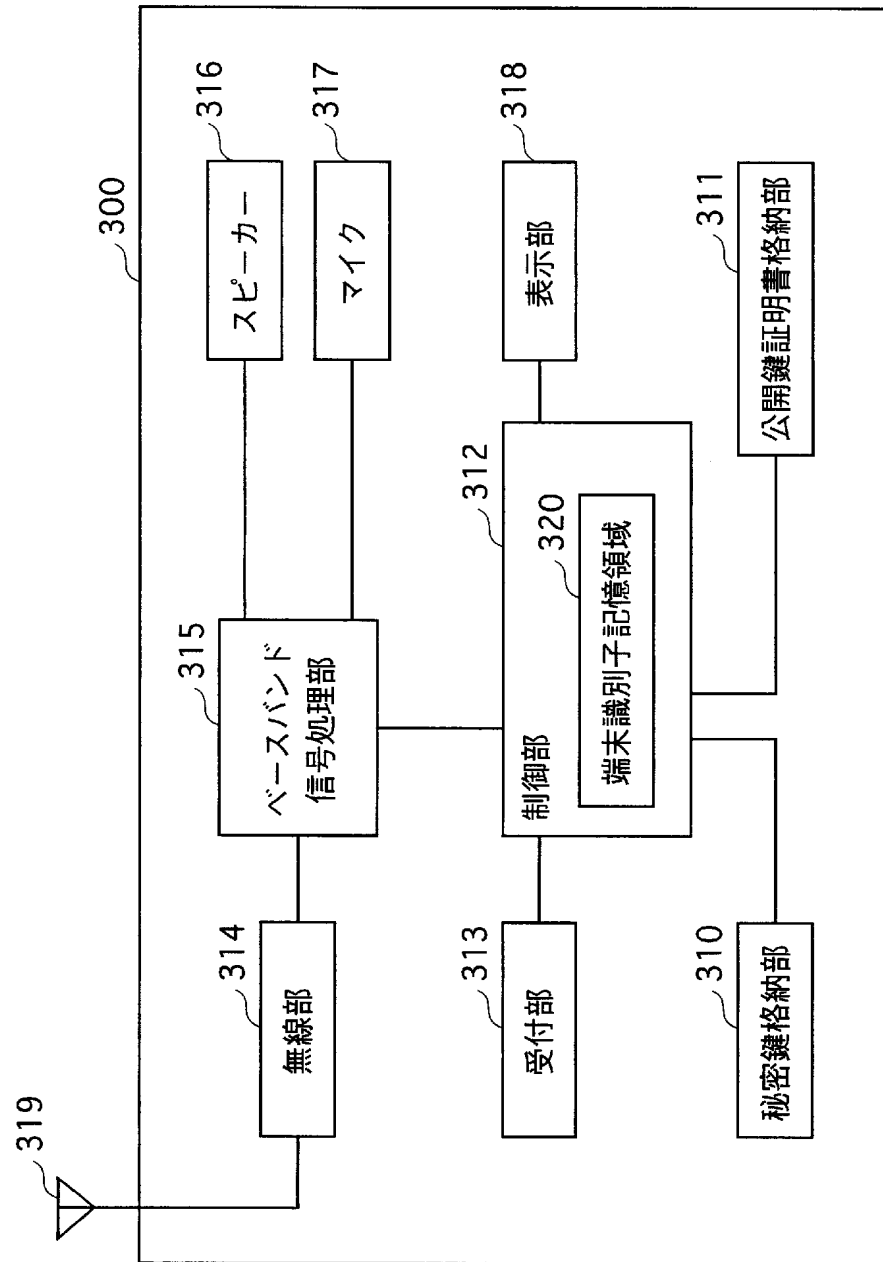 300
319
314
無線部
315
ベースバンド
信号処理部
316
スピーカー
317
マイク
313
受付部
312
制御部
320
端末識別子記憶領域
318
表示部
310
秘密鍵格納部
311
公開鍵証明書格納部